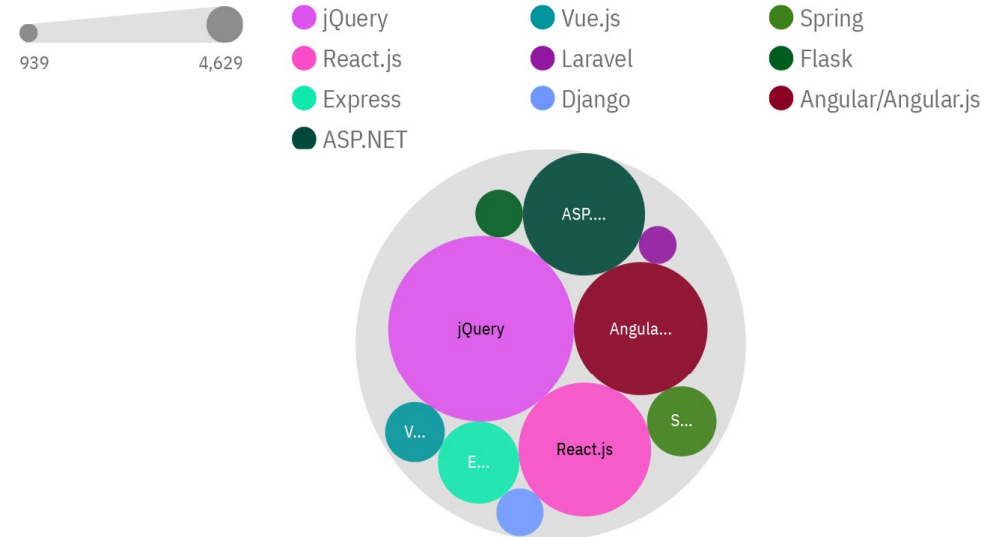 939
4,629
jQuery
Vue.js
Spring
React.js
Laravel
Flask
Express
Django
Angular/Angular.js
ASP.NET
ASP....
jQuery
Angula...
S...
V...
React.js
E...